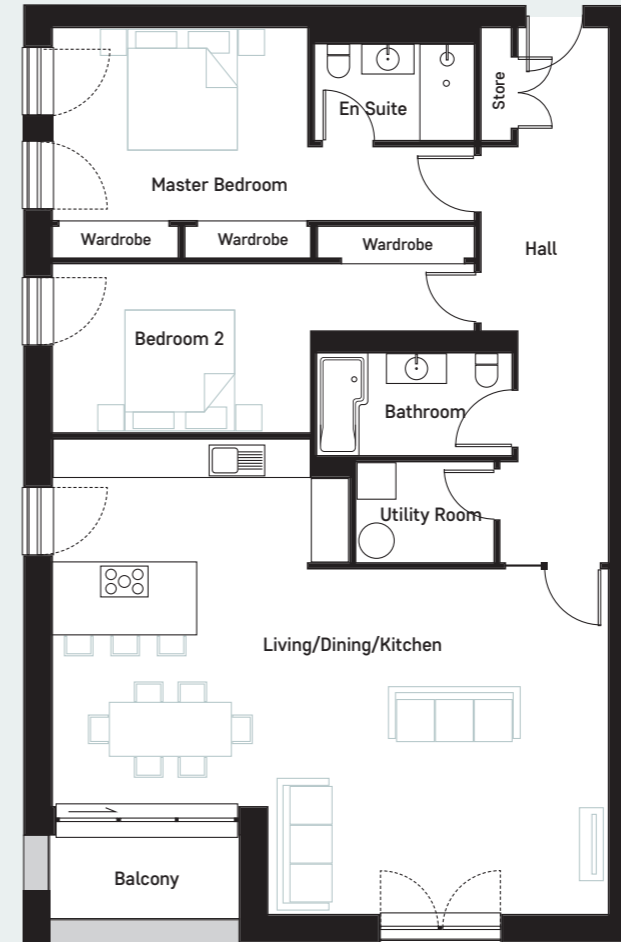 Store
En Suite
Master Bedroom
Wardrobe
Wardrobe
Wardrobe
Hall
Bedroom 2
Bathroom
Utility Room
Living/Dining/Kitchen
Balcony